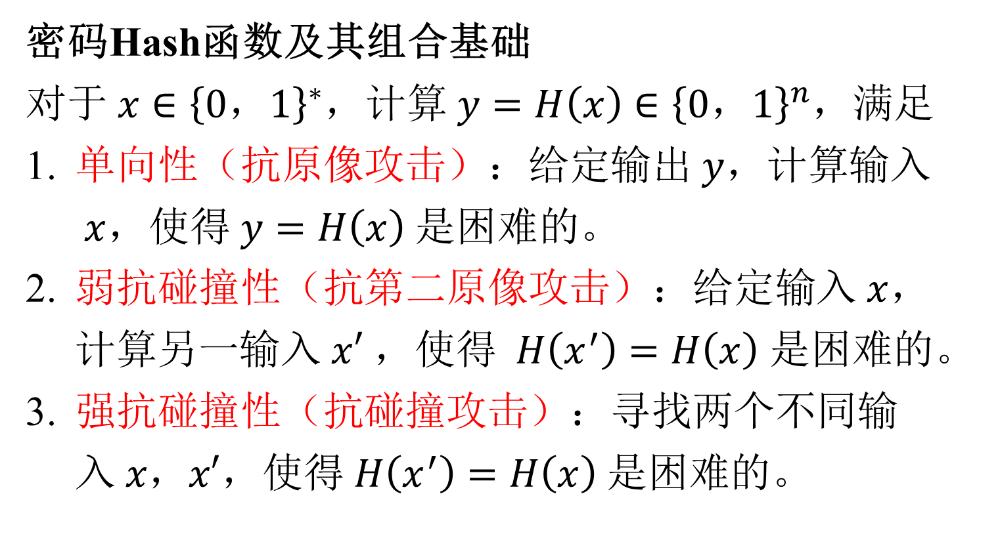 密码Hash函数及其组合基础
对于 x ∈ {0，1}*，计算 y = H(x) ∈ {0，1}ⁿ，满足
1. 单向性（抗原像攻击）：给定输出 y，计算输入
x，使得 y = H(x) 是困难的。
2. 弱抗碰撞性（抗第二原像攻击）：给定输入 x，
计算另一输入 x′，使得 H(x′) = H(x) 是困难的。
3. 强抗碰撞性（抗碰撞攻击）：寻找两个不同输
入 x，x′，使得 H(x′) = H(x) 是困难的。